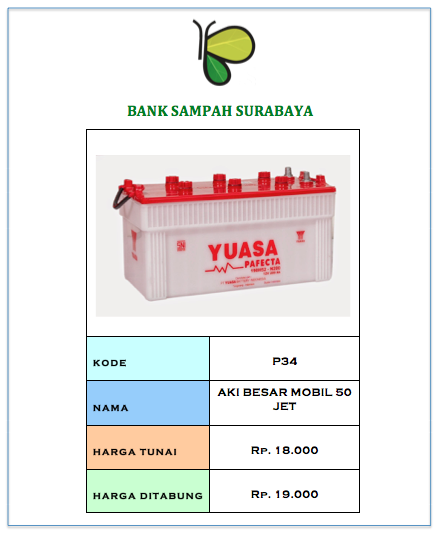 BANK SAMPAH SURABAYA
YUASA
PAFECTA
KODE P34
NAMA AKI BESAR MOBIL 50 JET
HARGA TUNAI RP. 18.000
HARGA DITABUNG RP. 19.000